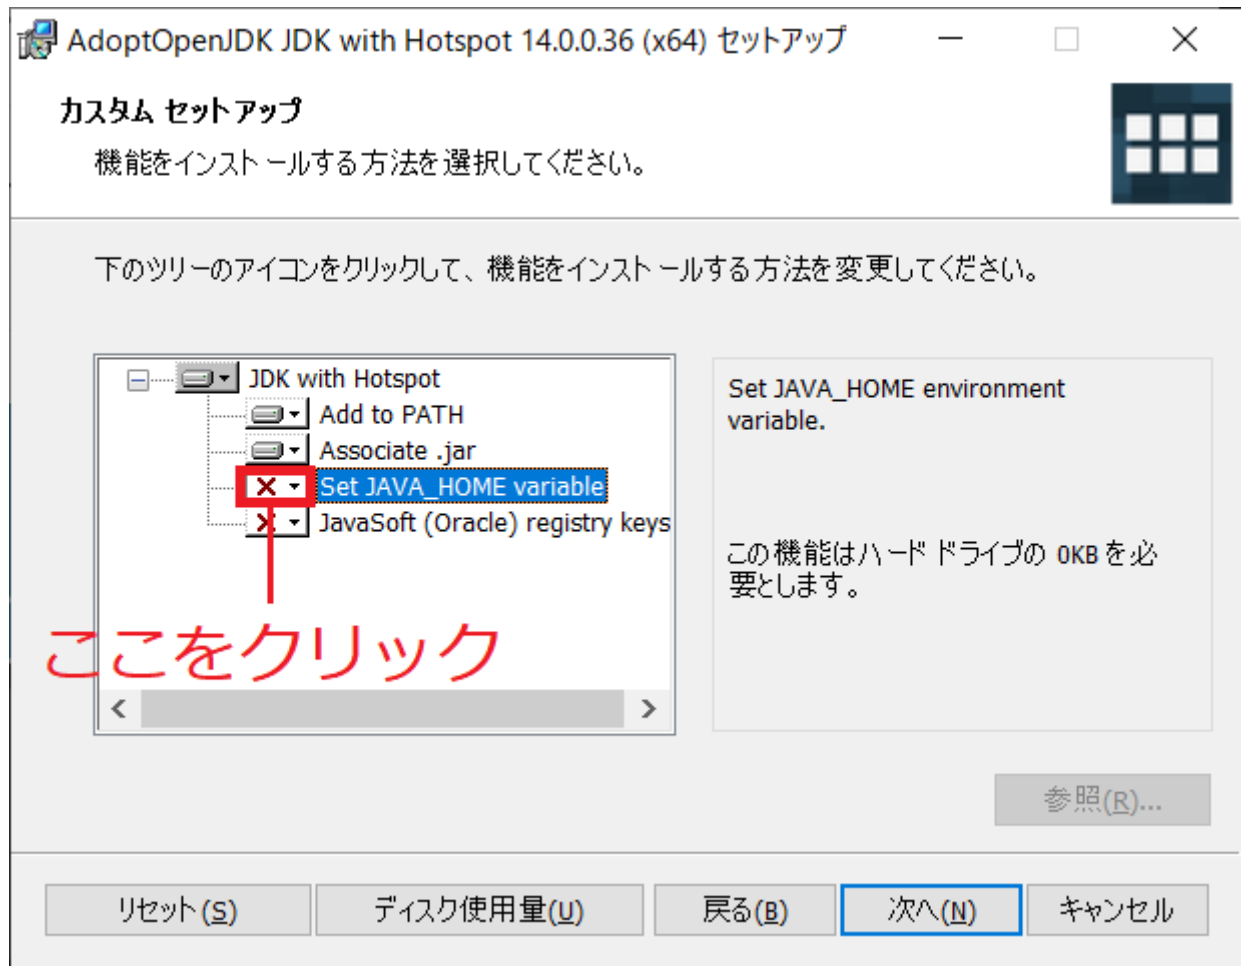 AdoptOpenJDK JDK with Hotspot 14.0.0.36 (x64) セットアップ
カスタム セットアップ
機能をインストールする方法を選択してください。
下のツリーのアイコンをクリックして、機能をインストールする方法を変更してください。
JDK with Hotspot
Add to PATH
Associate .jar
Set JAVA_HOME variable
JavaSoft (Oracle) registry keys
ここをクリック
Set JAVA_HOME environment
variable.
この機能はハード ドライブの 0KB を必
要とします。
参照(R)...
リセット(S)
ディスク使用量(U)
戻る(B)
次へ(N)
キャンセル